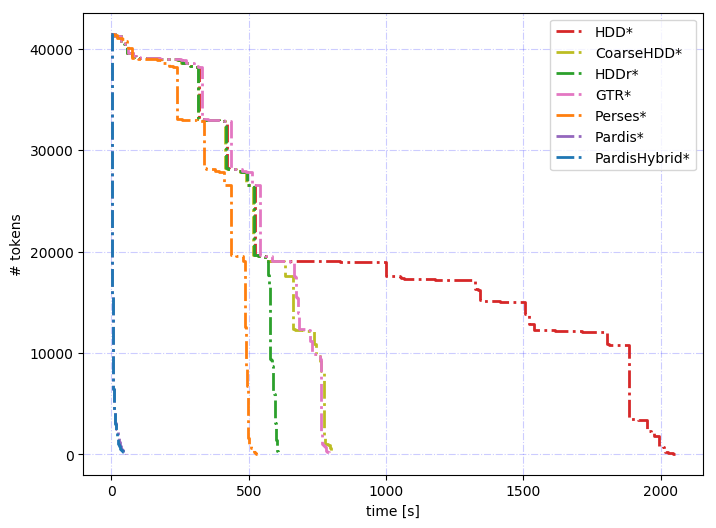 HDD*
CoarseHDD*
HDDr*
GTR*
Perses*
Pardis*
PardisHybrid*
# tokens
40000
30000
20000
10000
0
0 500 1000 1500 2000
time [s]